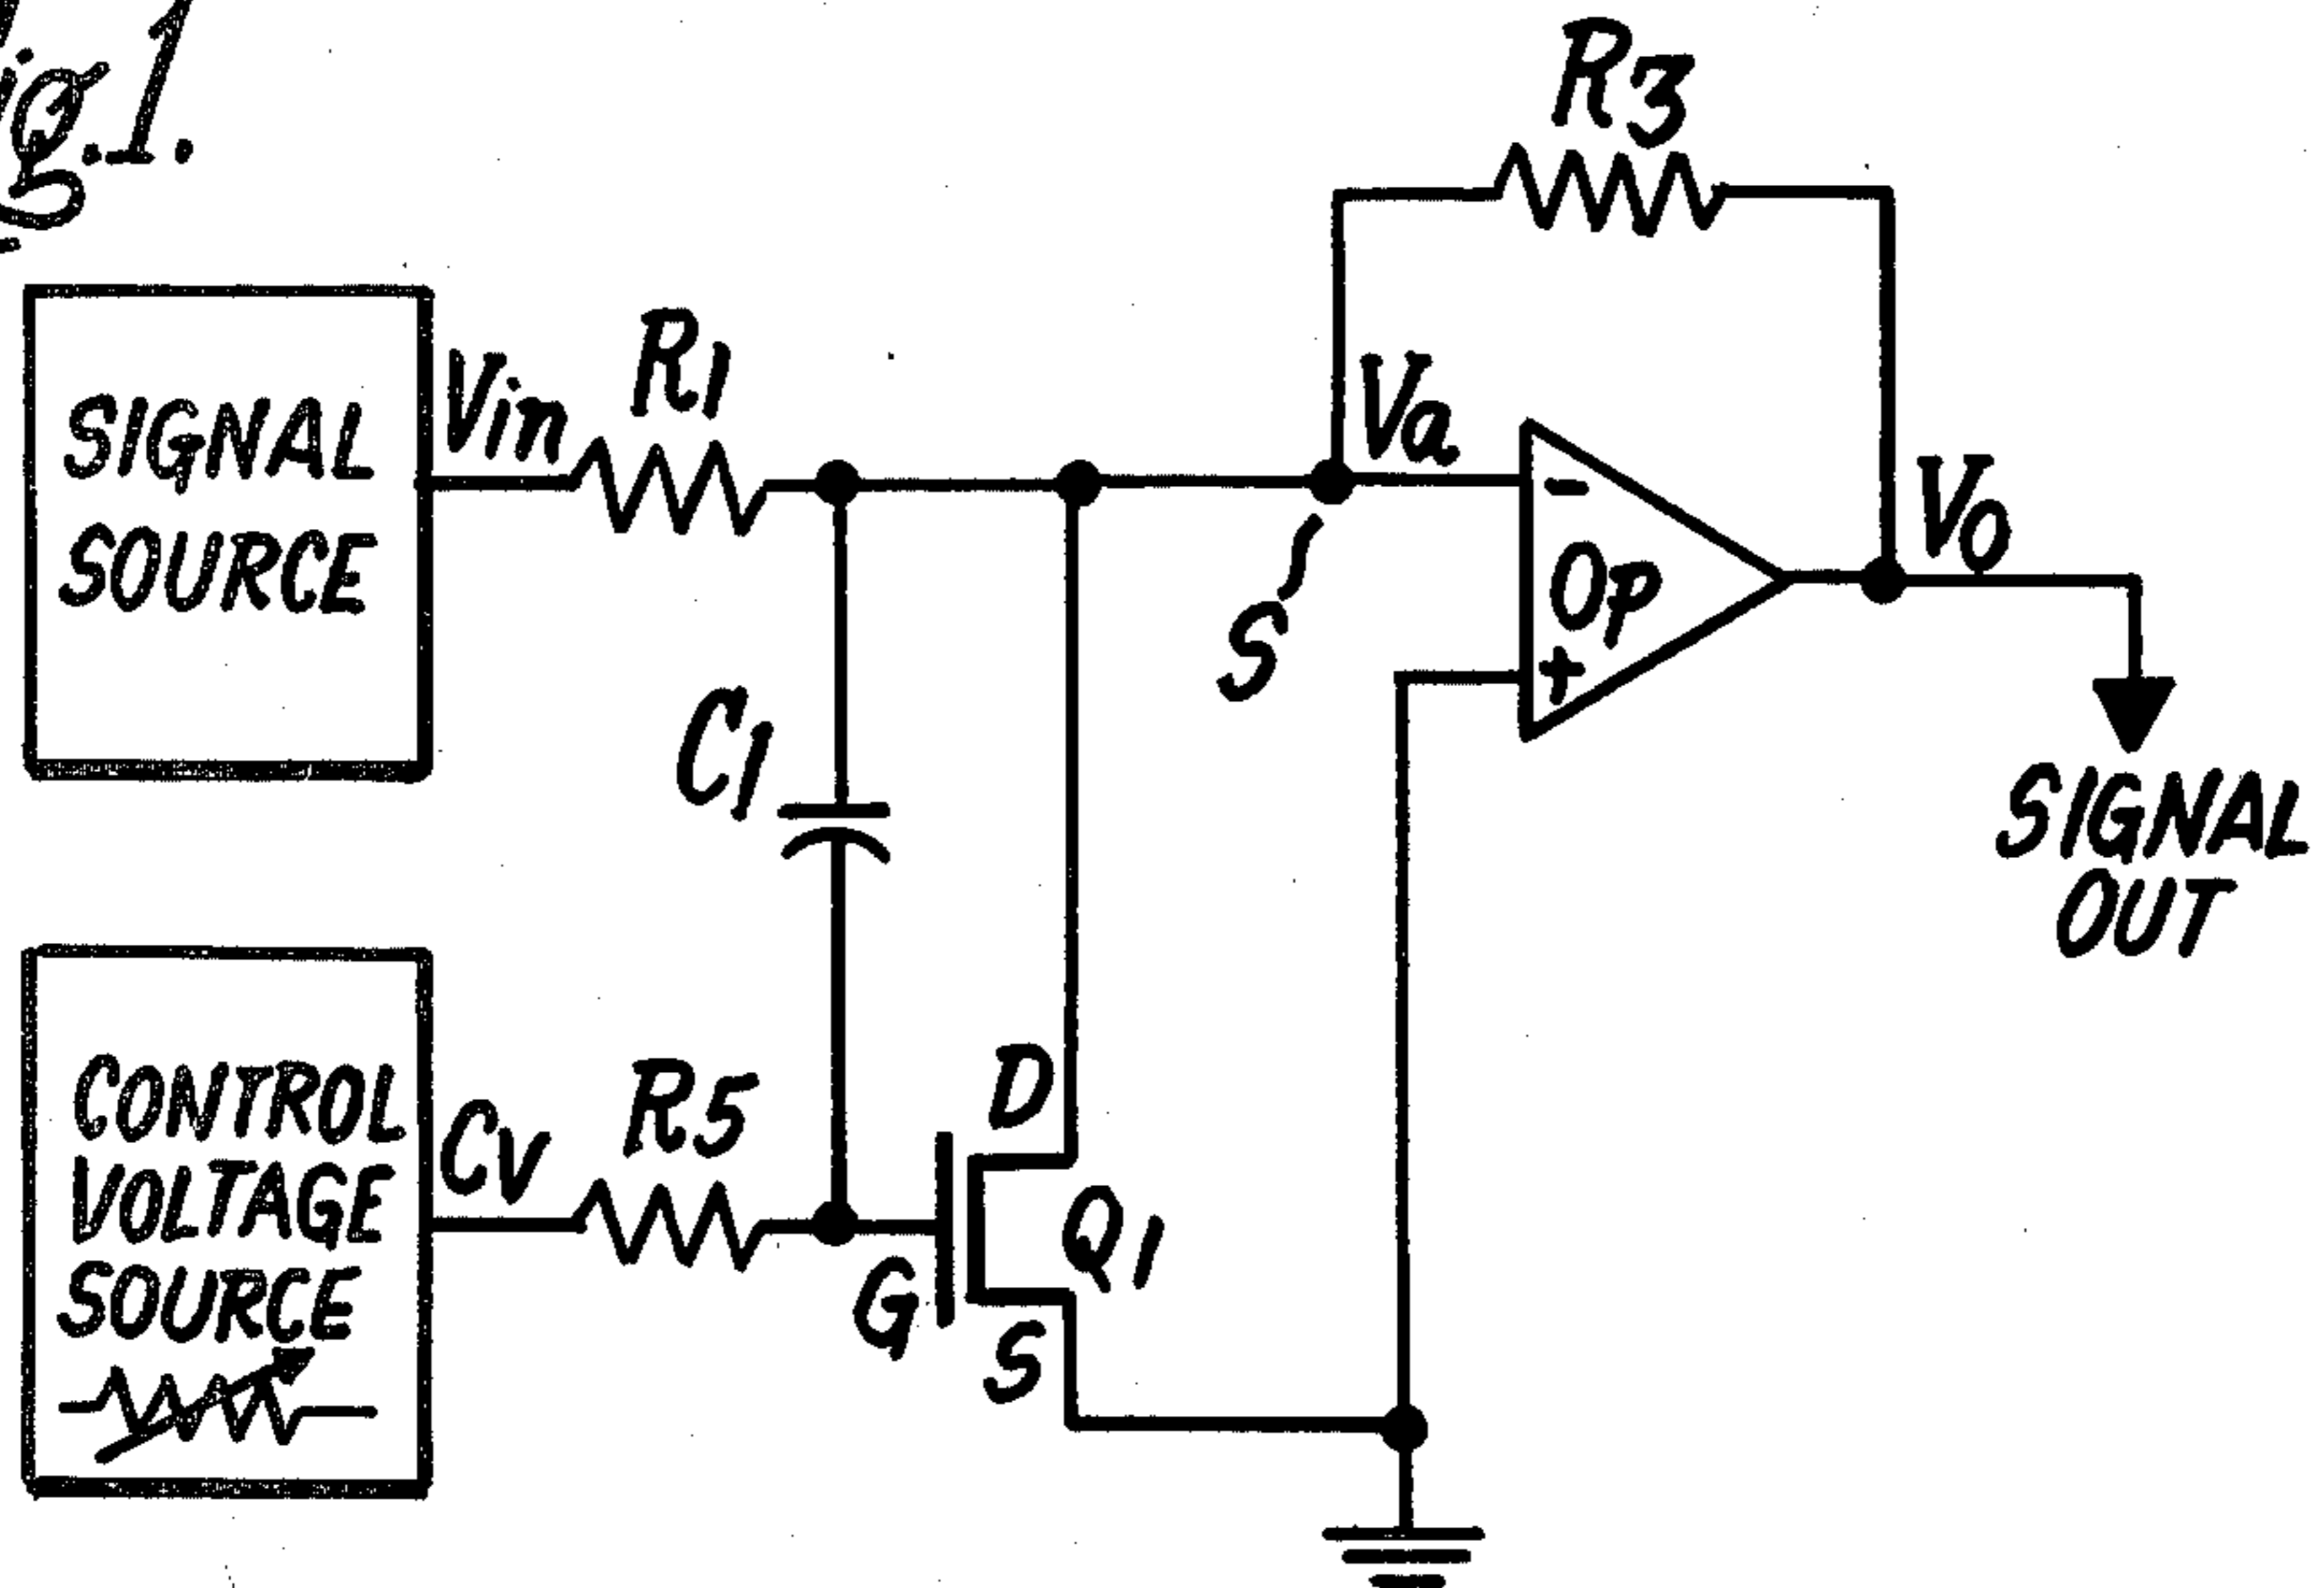 ig.1.
R3
SIGNAL
SOURCE
Vin
R1
Va
-
OP
+
Vo
S
C1
SIGNAL
OUT
CONTROL
VOLTAGE
SOURCE
Cv
R5
D
G
Q1
S